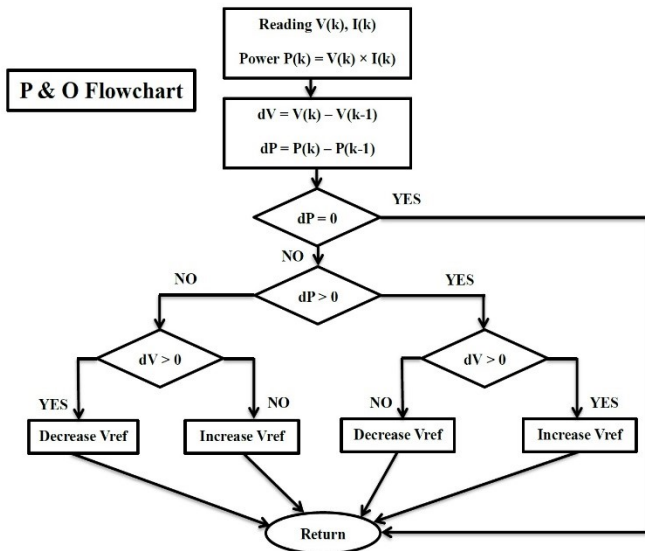 Reading V(k), I(k)
Power P(k) = V(k) × I(k)
P & O Flowchart
dV = V(k) – V(k-1)
dP = P(k) – P(k-1)
dP = 0
YES
NO
dP > 0
NO
YES
dV > 0
dV > 0
YES
NO
NO
YES
Decrease Vref
Increase Vref
Decrease Vref
Increase Vref
Return